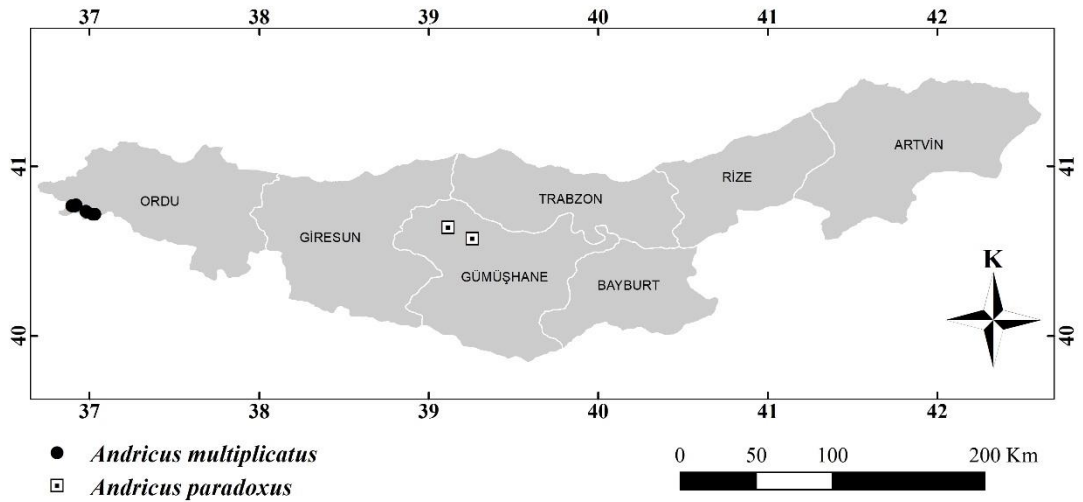 37 38 39 40 41 42
41 41
ARTVİN
RİZE
ORDU TRABZON
GİRESUN
K
GÜMÜŞHANE BAYBURT
40 40
37 38 39 40 41 42
Andricus multiplicatus
0 50 100 200 Km
Andricus paradoxus